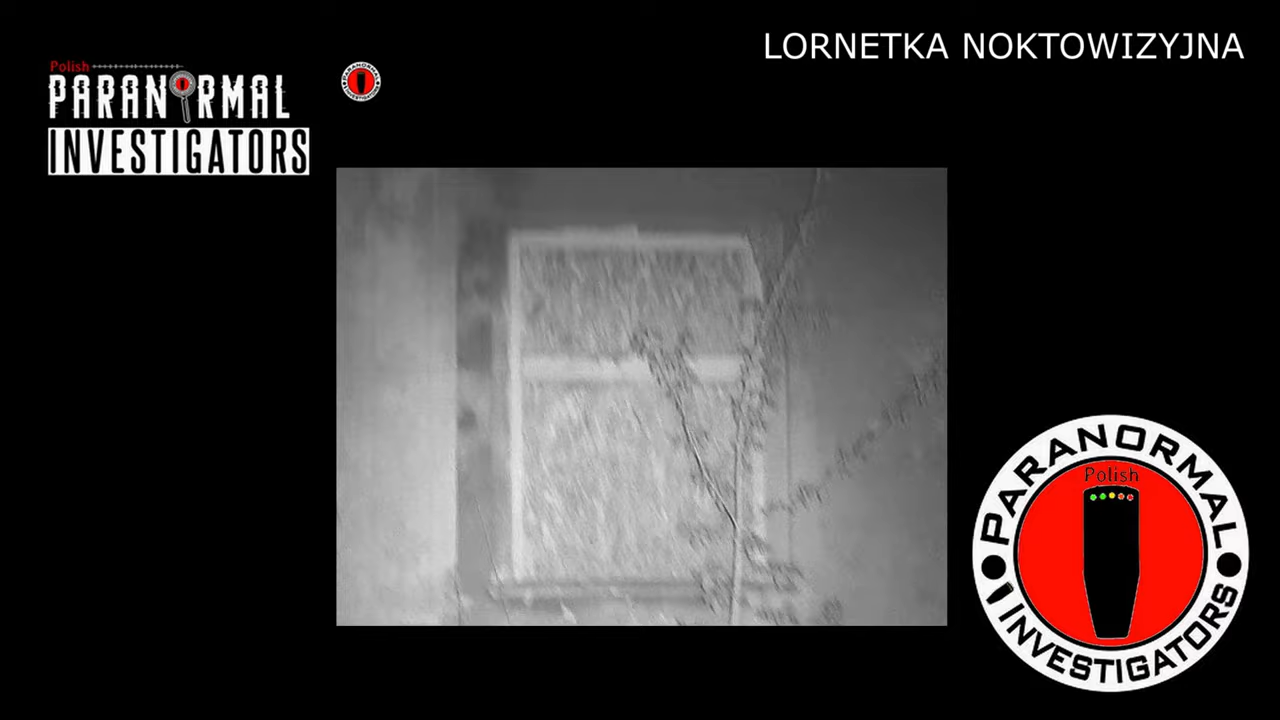 LORNETKA NOKTOWIZYJNA
Polish
PARANORMAL
INVESTIGATORS
PARANORMAL
Polish
INVESTIGATORS